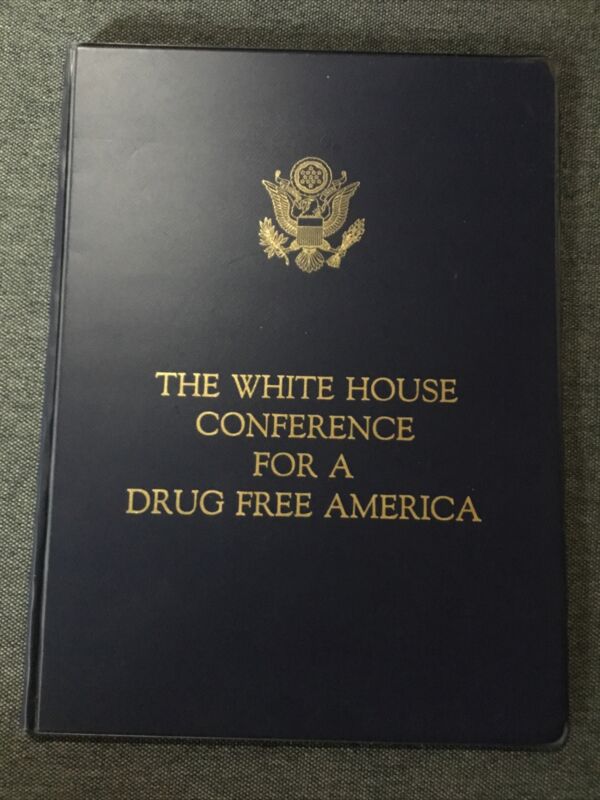 THE WHITE HOUSE
CONFERENCE
FOR A
DRUG FREE AMERICA